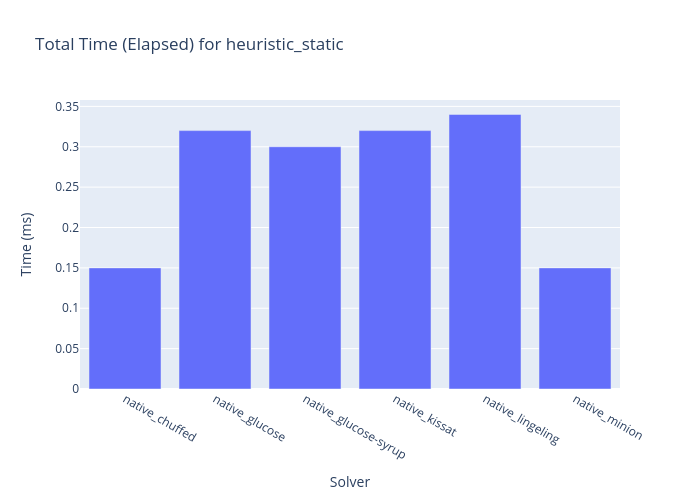 Total Time (Elapsed) for heuristic_static
Time (ms)
0.35
0.3
0.25
0.2
0.15
0.1
0.05
0
native_chuffed
native_glucose
native_glucose-syrup
native_kissat
native_lingeling
native_minion
Solver